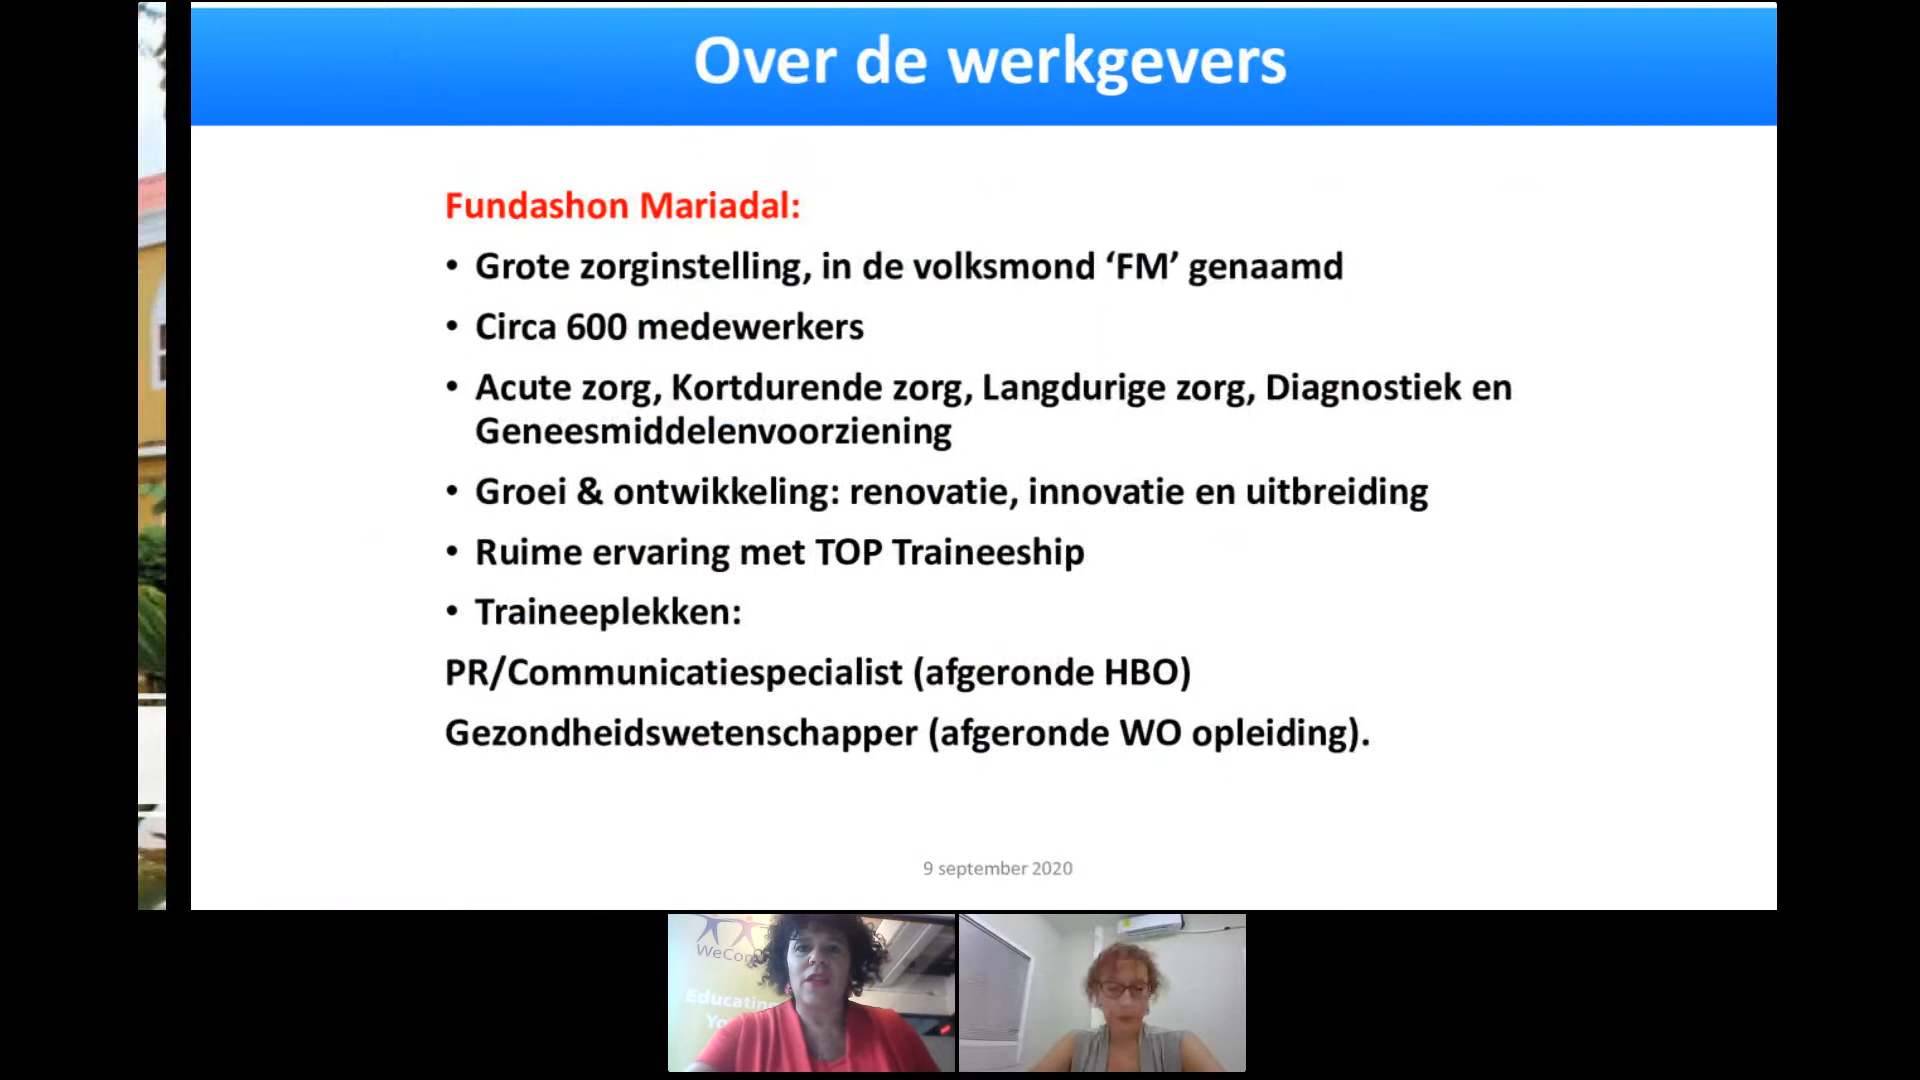 Over de werkgevers
Fundashon Mariadal:
• Grote zorginstelling, in de volksmond ‘FM’ genaamd
• Circa 600 medewerkers
• Acute zorg, Kortdurende zorg, Langdurige zorg, Diagnostiek en
Geneesmiddelenvoorziening
• Groei & ontwikkeling: renovatie, innovatie en uitbreiding
• Ruime ervaring met TOP Traineeship
• Traineeplekken:
PR/Communicatiespecialist (afgeronde HBO)
Gezondheidswetenschapper (afgeronde WO opleiding).
9 september 2020
WeCon
Educating